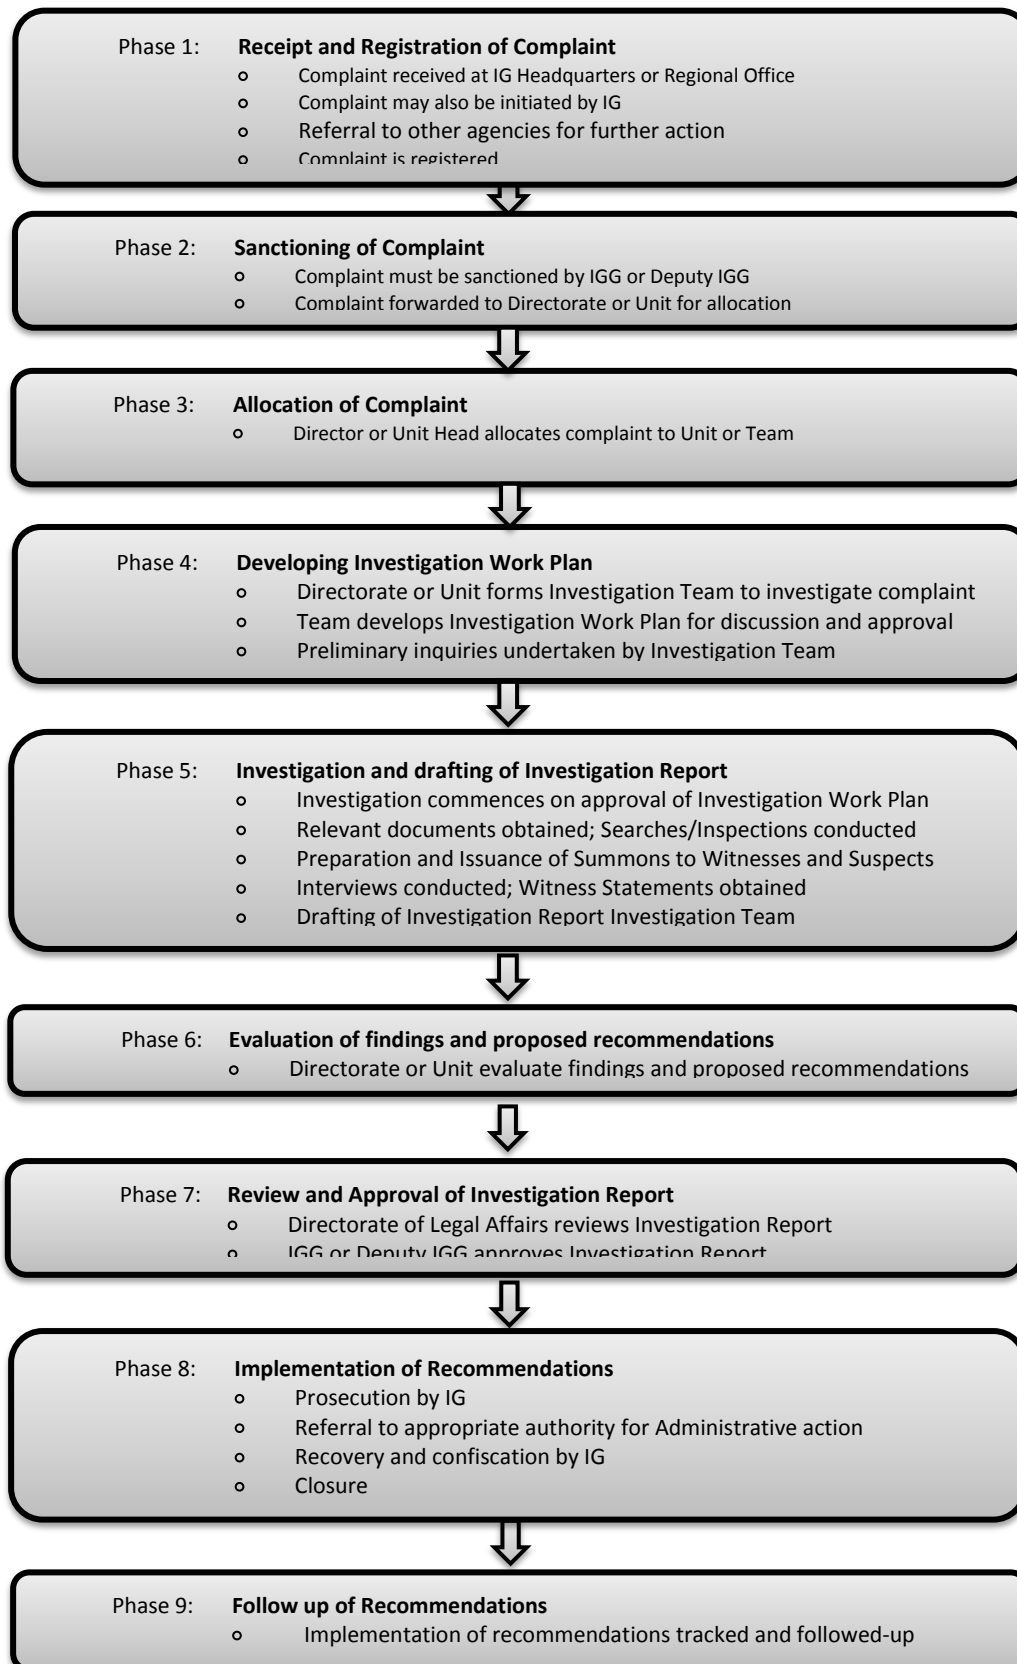 Phase 1: Receipt and Registration of Complaint
o Complaint received at IG Headquarters or Regional Office
o Complaint may also be initiated by IG
o Referral to other agencies for further action
o Complaint is registered
Phase 2: Sanctioning of Complaint
o Complaint must be sanctioned by IGG or Deputy IGG
o Complaint forwarded to Directorate or Unit for allocation
Phase 3: Allocation of Complaint
o Director or Unit Head allocates complaint to Unit or Team
Phase 4: Developing Investigation Work Plan
o Directorate or Unit forms Investigation Team to investigate complaint
o Team develops Investigation Work Plan for discussion and approval
o Preliminary inquiries undertaken by Investigation Team
Phase 5: Investigation and drafting of Investigation Report
o Investigation commences on approval of Investigation Work Plan
o Relevant documents obtained; Searches/Inspections conducted
o Preparation and Issuance of Summons to Witnesses and Suspects
o Interviews conducted; Witness Statements obtained
o Drafting of Investigation Report Investigation Team
Phase 6: Evaluation of findings and proposed recommendations
o Directorate or Unit evaluate findings and proposed recommendations
Phase 7: Review and Approval of Investigation Report
o Directorate of Legal Affairs reviews Investigation Report
o IGG or Deputy IGG approves Investigation Report
Phase 8: Implementation of Recommendations
o Prosecution by IG
o Referral to appropriate authority for Administrative action
o Recovery and confiscation by IG
o Closure
Phase 9: Follow up of Recommendations
o Implementation of recommendations tracked and followed-up